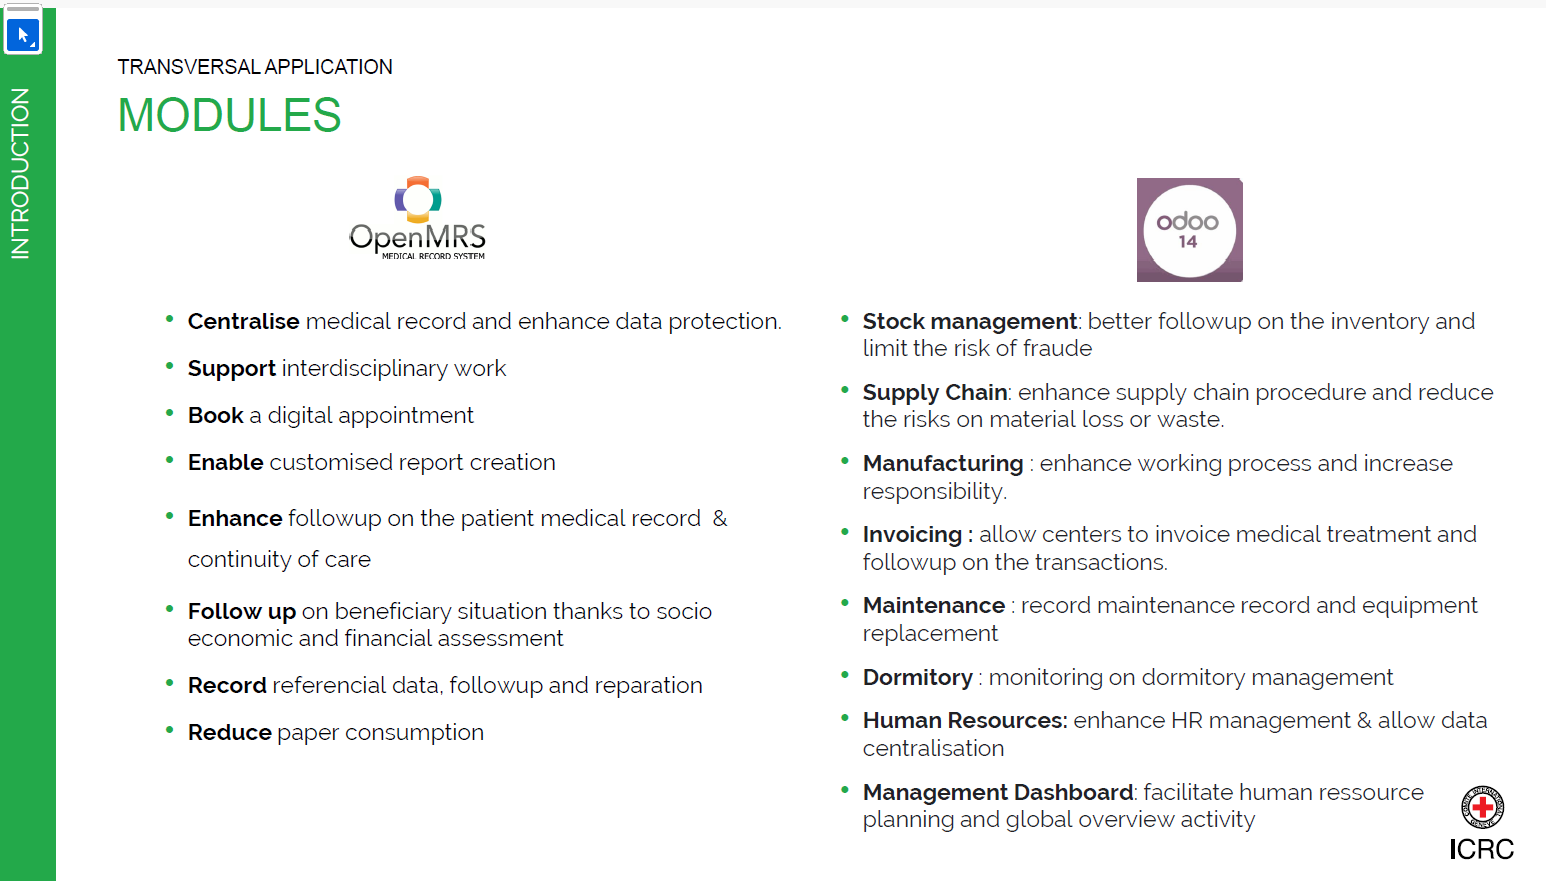 INTRODUCTION
TRANSVERSAL APPLICATION
MODULES
OpenMRS
MEDICAL RECORD SYSTEM
• Centralise medical record and enhance data protection.
• Support interdisciplinary work
• Book a digital appointment
• Enable customised report creation
• Enhance followup on the patient medical record &
continuity of care
• Follow up on beneficiary situation thanks to socio
economic and financial assessment
• Record referencial data, followup and reparation
• Reduce paper consumption
odoo
14
• Stock management: better followup on the inventory and
limit the risk of fraude
• Supply Chain: enhance supply chain procedure and reduce
the risks on material loss or waste.
• Manufacturing : enhance working process and increase
responsibility.
• Invoicing : allow centers to invoice medical treatment and
followup on the transactions.
• Maintenance : record maintenance record and equipment
replacement
• Dormitory : monitoring on dormitory management
• Human Resources: enhance HR management & allow data
centralisation
• Management Dashboard: facilitate human ressource
planning and global overview activity
COMITE INTERNATIONAL
GENEVE
ICRC